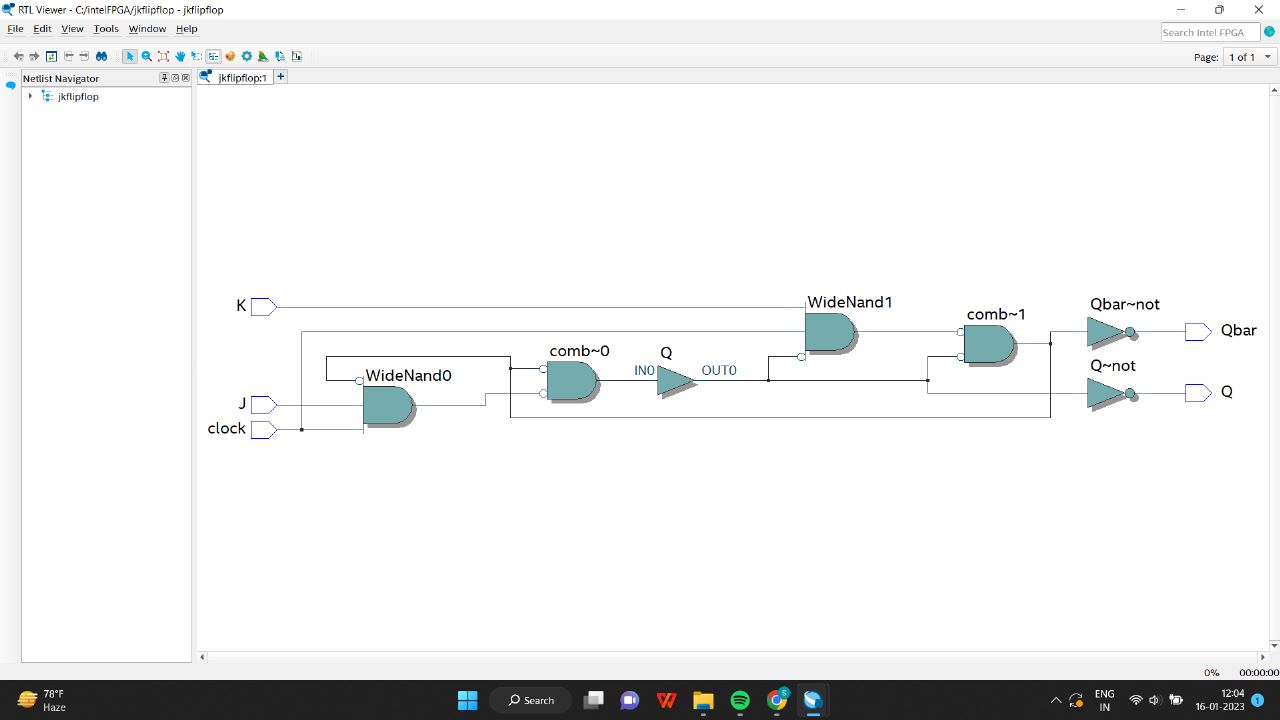 RTL Viewer - C:/intelFPGA/jkflipflop - jkflipflop
File Edit View Tools Window Help
Search Intel FPGA
Page: 1 of 1
Netlist Navigator
jkflipflop:1
jkflipflop
K
WideNand1
Qbar~not
comb~1
Qbar
comb~0
Q
Q~not
WideNand0
IN0
OUT0
J
Q
clock
0% 00:00:00
78°F
Haze
Search
ENG
IN
12:04
16-01-2023
1